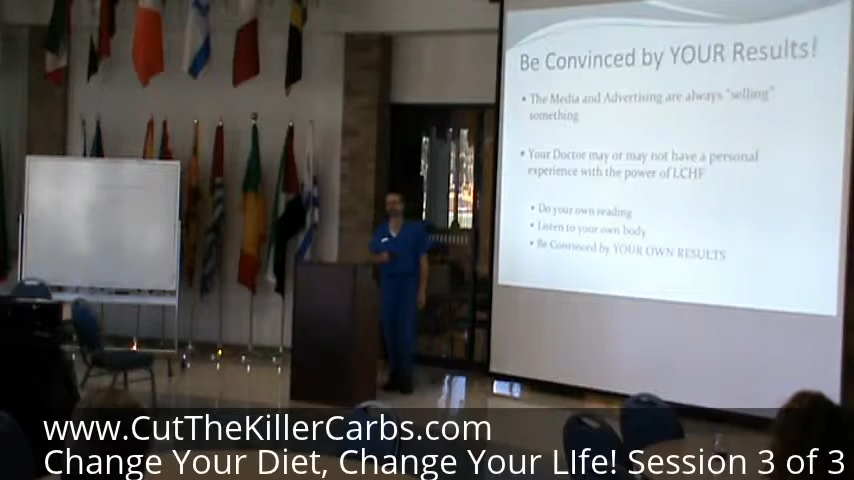 Be Convinced by YOUR Results!
• The Media and Advertising are always "selling"
something
• Your Doctor may or may not have a personal
experience with the power of LCHF
• Do your own reading
• Listen to your own body
• Be Convinced by YOUR OWN RESULTS
www.CutTheKillerCarbs.com
Change Your Diet, Change Your LIfe! Session 3 of 3